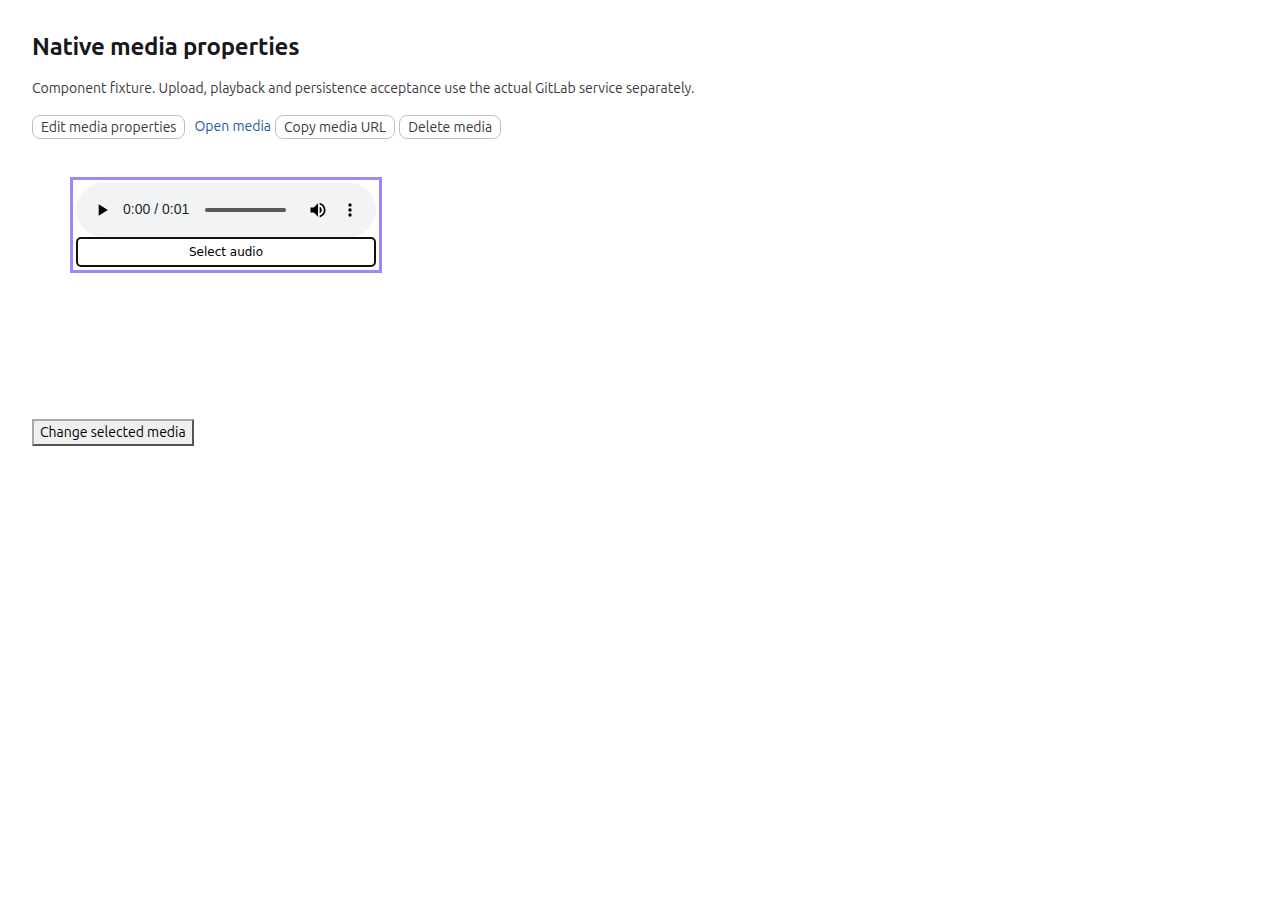 Native media properties
Component fixture. Upload, playback and persistence acceptance use the actual GitLab service separately.
Edit media properties Open media Copy media URL Delete media
0:00 / 0:01
Select audio
Change selected media